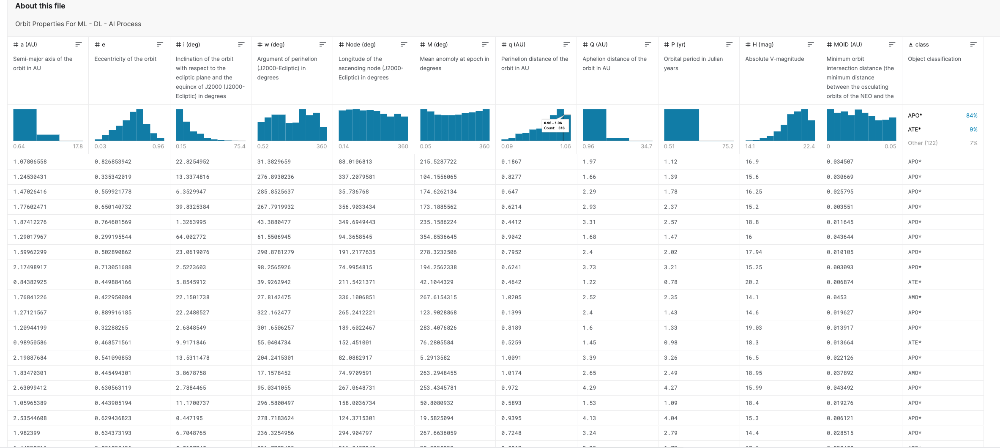 About this file
Orbit Properties For ML - DL - AI Process
# a (AU) # e # i (deg) # w (deg) # Node (deg) # M (deg) # q (AU) # Q (AU) # P (yr) # H (mag) # MOID (AU) A class
Semi-major axis of the Eccentricity of the orbit Inclination of the orbit Argument of perihelion Longitude of the Mean anomoly at epoch in Perihelion distance of the Aphelion distance of the Orbital period in Julian Absolute V-magnitude Minimum orbit Object classification
orbit in AU with respect to the (J2000-Ecliptic) in ascending node (J2000- degrees orbit in AU orbit in AU years intersection distance (the
ecliptic plane and the degrees Ecliptic) in degrees minimum distance
equinox of J2000 (J2000- between the osculating
Ecliptic) in degrees orbits of the NEO and the
APO* 84%
0.96 - 1.06
Count: 316
ATE* 9%
Other (122) 7%
0.64 17.8 0.03 0.96 0.15 75.4 0.52 360 0.14 360 0.05 360 0.09 1.06 0.96 34.7 0.51 75.2 14.1 22.4 0 0.05
1.07806558 0.826853942 22.8254952 31.3829659 88.0106813 215.5287722 0.1867 1.97 1.12 16.9 0.034507 APO*
1.24530431 0.335342019 13.3374816 276.8930236 337.2079581 104.1556065 0.8277 1.66 1.39 15.6 0.030669 APO*
1.47026416 0.559921778 6.3529947 285.8525637 35.736768 174.6262134 0.647 2.29 1.78 16.25 0.025795 APO*
1.77602471 0.650140732 39.8325384 267.7919932 356.9033434 173.1885562 0.6214 2.93 2.37 15.2 0.003551 APO*
1.87412276 0.764601569 1.3263995 43.3880477 349.6949443 235.1586224 0.4412 3.31 2.57 18.8 0.011645 APO*
1.29017967 0.299195544 64.002772 61.5506945 94.3658545 354.8536645 0.9042 1.68 1.47 16 0.043644 APO*
1.59962299 0.502890862 23.0619076 290.8781279 191.2177635 278.3232506 0.7952 2.4 2.02 17.94 0.010105 APO*
2.17498917 0.713051688 2.5223603 98.2565926 74.9954815 194.2562338 0.6241 3.73 3.21 15.25 0.003093 APO*
0.84382925 0.449884166 5.8545912 39.9262942 211.5421371 42.1044329 0.4642 1.22 0.78 20.2 0.006874 ATE*
1.76841226 0.422950084 22.1501738 27.8142475 336.1006851 267.6154315 1.0205 2.52 2.35 14.1 0.0453 AMO*
1.27121567 0.889916185 22.2480527 322.162477 265.2412221 123.9028868 0.1399 2.4 1.43 14.6 0.019627 APO*
1.20944199 0.32288265 2.6848549 301.6506257 189.6022467 283.4076826 0.8189 1.6 1.33 19.03 0.013917 APO*
0.98950586 0.468571561 9.9171846 55.0404734 152.451001 76.2805584 0.5259 1.45 0.98 18.3 0.013664 ATE*
2.19887684 0.541090853 13.5311478 204.2415301 82.0882917 5.2913582 1.0091 3.39 3.26 16.5 0.022126 APO*
1.83470301 0.445494301 3.8678758 17.1578452 74.9709591 263.2948455 1.0174 2.65 2.49 18.95 0.037892 AMO*
2.63099412 0.630563119 2.7884465 95.0341055 267.0648731 253.4345781 0.972 4.29 4.27 15.99 0.043492 APO*
1.05965389 0.443905194 11.1700737 296.5800497 158.0036734 50.8080932 0.5893 1.53 1.09 18.4 0.019276 APO*
2.53544608 0.629436823 0.447195 278.7183624 124.3715301 19.5825094 0.9395 4.13 4.04 15.3 0.006121 APO*
1.982399 0.634373193 6.7048765 236.3254956 294.904797 267.6636059 0.7248 3.24 2.79 14.4 0.028515 APO*